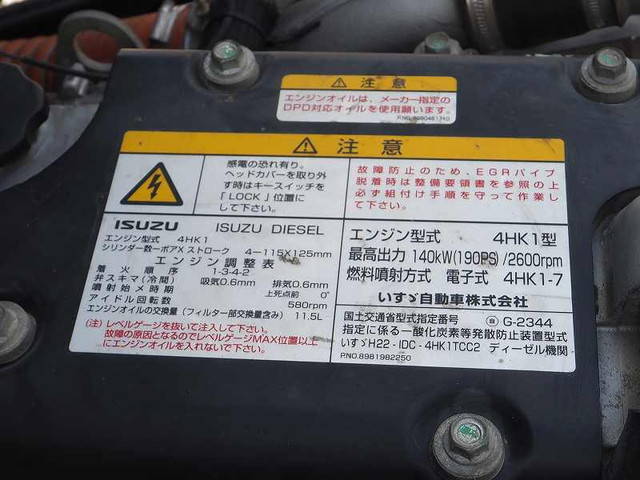 注意
エンジンオイルは、メーカー指定の
DPD対応オイルを使用願います。
P.NO.8980461710
注意
感電の恐れ有り。
ヘッドカバーを取り外
す時はキースイッチを
「LOCK」位置に
して下さい。
故障防止のため、EGRパイプ
脱着時は整備要領書を参照の上
必ず組付け手順を守って作業し
て下さい。
ISUZU ISUZU DIESEL
エンジン型式 4HK1
シリンダー数ーボアXストローク 4-115X125mm
エンジン調整表
着火順序 1-3-4-2
弁スキマ(冷間) 吸気0.6mm 排気0.6mm
噴射始メ時期 上死点前 0°
アイドル回転数 580rpm
エンジンオイルの交換量(フィルター部交換量含み) 11.5L
(注)レベルゲージを抜いて注入して下さい。
故障の原因となるのでレベルゲージMAX位置以上
にエンジンオイルを入れないで下さい。
エンジン型式 4HK1型
最高出力 140kW(190PS)/2600rpm
燃料噴射方式 電子式 4HK1-7
いすゞ自動車株式会社
国土交通省型式指定番号 G-2344
指定に係る一酸化炭素等発散防止装置型式
いすゞH22-IDC-4HK1TCC2 ディーゼル機関
P.NO.8981982250